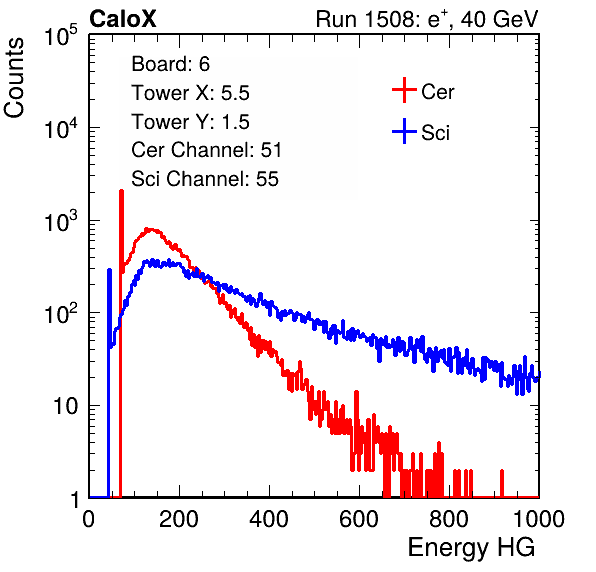 CaloX Run 1508: e⁺, 40 GeV
Counts
Board: 6
Tower X: 5.5
Tower Y: 1.5
Cer Channel: 51
Sci Channel: 55
Cer
Sci
10⁵
10⁴
10³
10²
10
1
0 200 400 600 800 1000
Energy HG